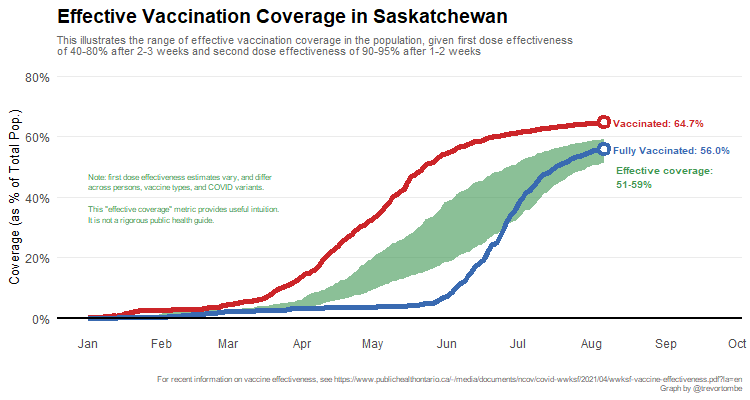 Effective Vaccination Coverage in Saskatchewan
This illustrates the range of effective vaccination coverage in the population, given first dose effectiveness
of 40-80% after 2-3 weeks and second dose effectiveness of 90-95% after 1-2 weeks
Coverage (as % of Total Pop.)
80%
60%
40%
20%
0%
Note: first dose effectiveness estimates vary, and differ
across persons, vaccine types, and COVID variants.
This "effective coverage" metric provides useful intuition.
It is not a rigorous public health guide.
Vaccinated: 64.7%
Fully Vaccinated: 56.0%
Effective coverage:
51-59%
Jan Feb Mar Apr May Jun Jul Aug Sep Oct
For recent information on vaccine effectiveness, see https://www.publichealthontario.ca/-/media/documents/ncov/covid-wwksf/2021/04/wwksf-vaccine-effectiveness.pdf?la=en
Graph by @trevortombe